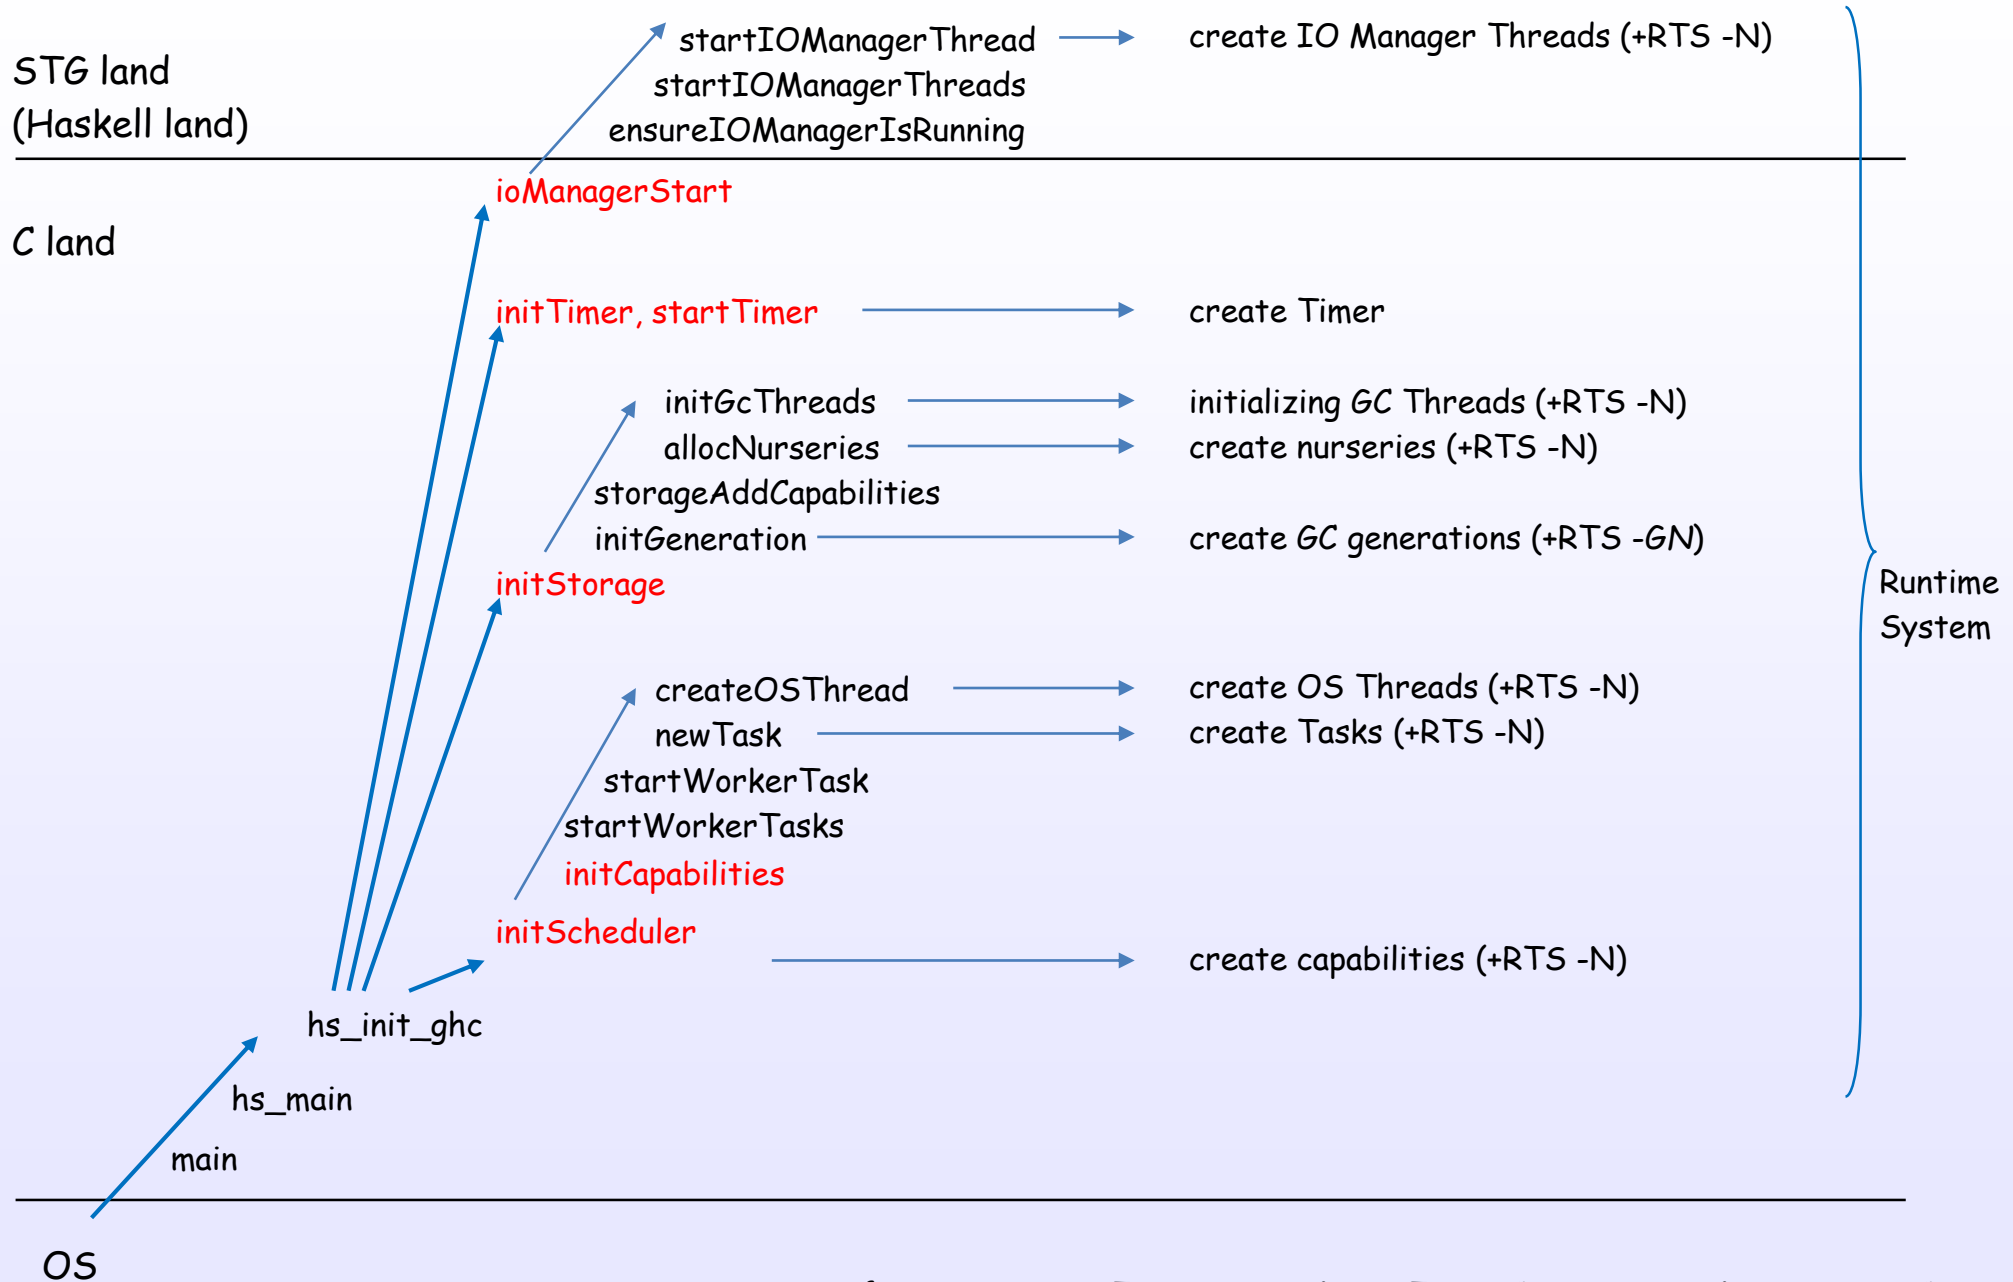 startIOManagerThread
create IO Manager Threads (+RTS -N)
STG land
(Haskell land)
startIOManagerThreads
ensureIOManagerIsRunning
ioManagerStart
C land
initTimer, startTimer
create Timer
initGcThreads
initializing GC Threads (+RTS -N)
allocNurseries
create nurseries (+RTS -N)
storageAddCapabilities
initGeneration
create GC generations (+RTS -GN)
initStorage
Runtime
System
createOSThread
create OS Threads (+RTS -N)
newTask
create Tasks (+RTS -N)
startWorkerTask
startWorkerTasks
initCapabilities
initScheduler
create capabilities (+RTS -N)
hs_init_ghc
hs_main
main
OS